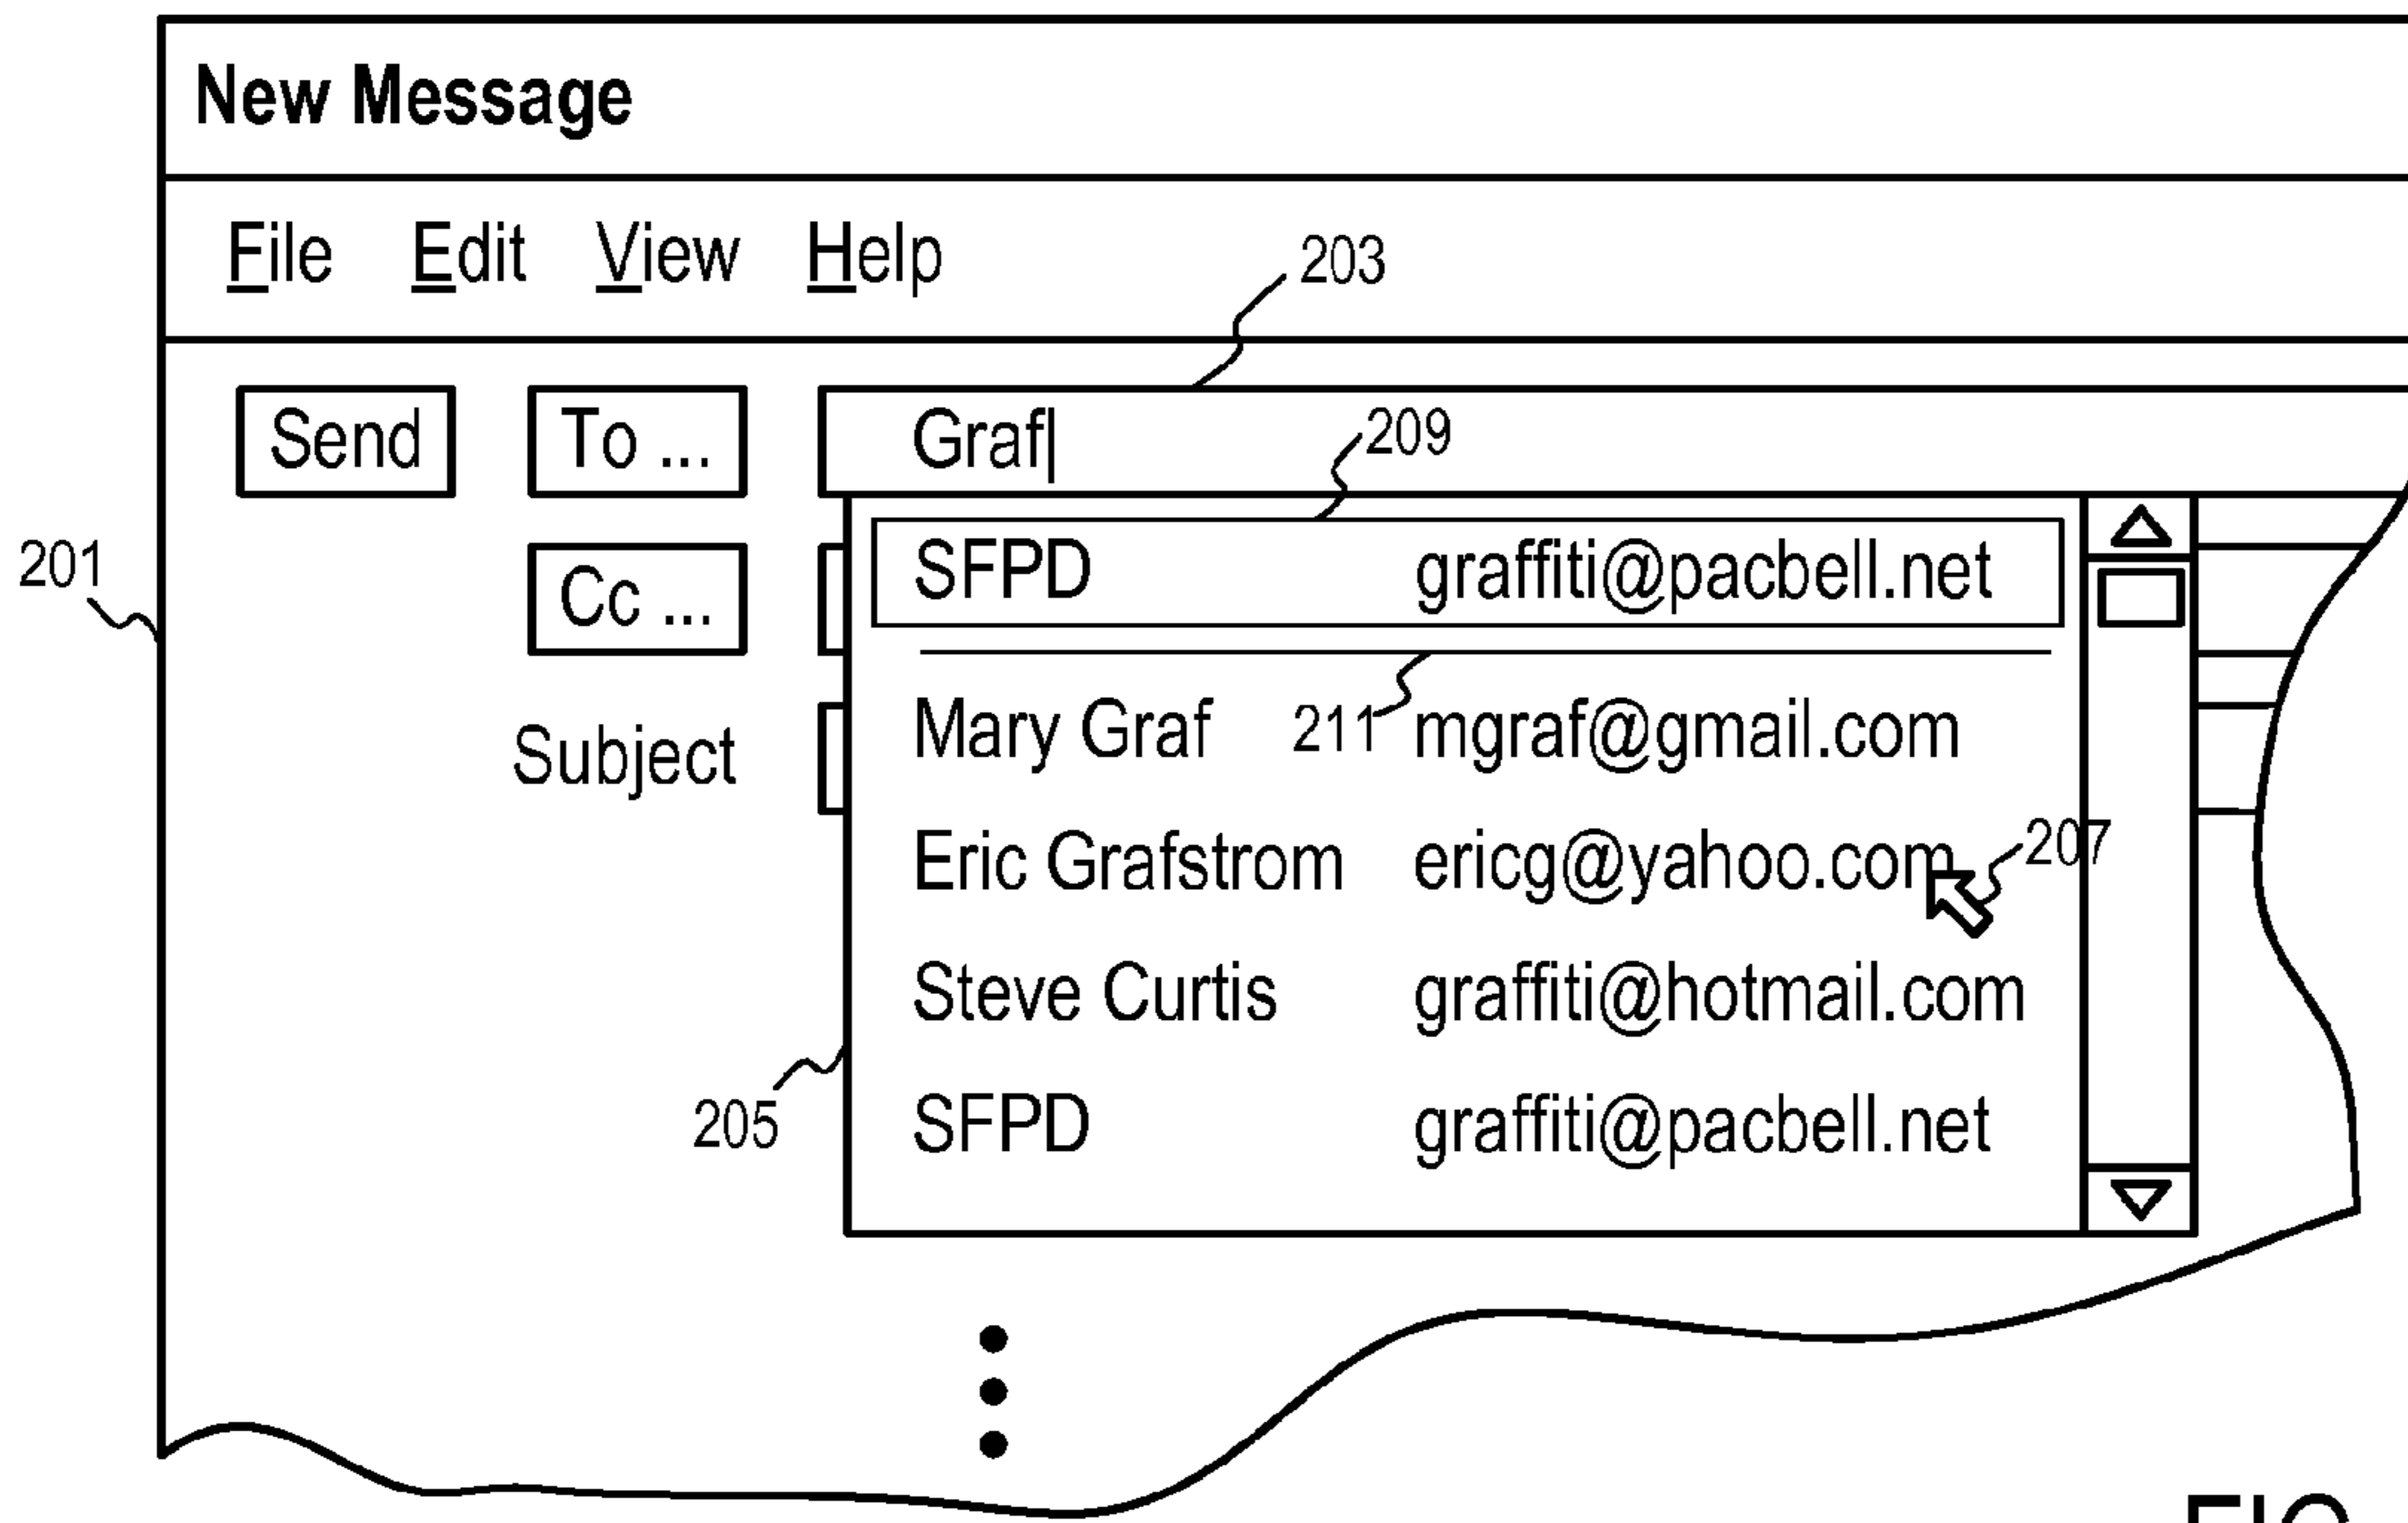 New Message
File Edit View Help
203
Send To ... Graf
209
SFPD graffiti@pacbell.net
201
Cc ...
211
Mary Graf mgraf@gmail.com
Subject
Eric Grafstrom ericg@yahoo.com
207
Steve Curtis graffiti@hotmail.com
205
SFPD graffiti@pacbell.net